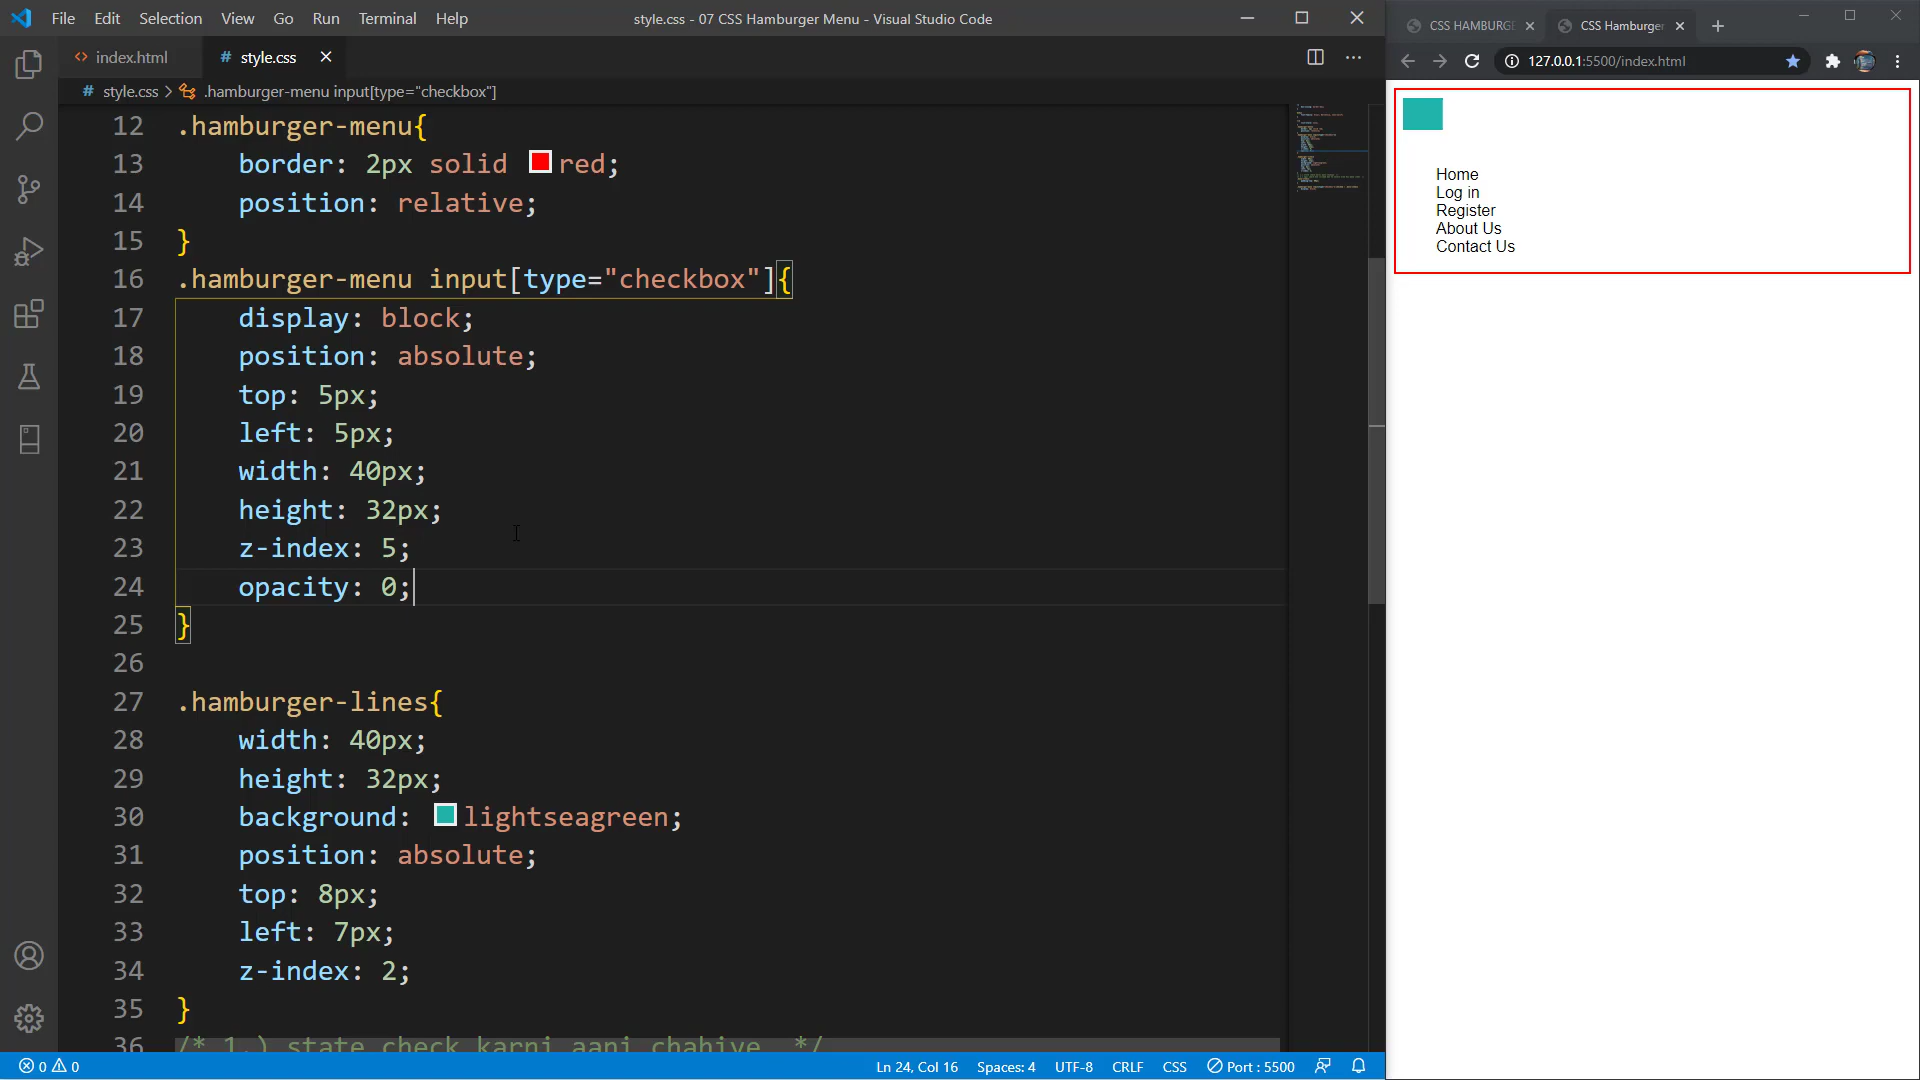 File Edit Selection View Go Run Terminal Help
style.css - 07 CSS Hamburger Menu - Visual Studio Code
index.html
# style.css
# style.css > .hamburger-menu input[type="checkbox"]
12 .hamburger-menu{
13 border: 2px solid red;
14 position: relative;
15 }
16 .hamburger-menu input[type="checkbox"]{
17 display: block;
18 position: absolute;
19 top: 5px;
20 left: 5px;
21 width: 40px;
22 height: 32px;
23 z-index: 5;
24 opacity: 0;
25 }
26
27 .hamburger-lines{
28 width: 40px;
29 height: 32px;
30 background: lightseagreen;
31 position: absolute;
32 top: 8px;
33 left: 7px;
34 z-index: 2;
35 }
36 /* 1.) state check karni aani chahiye */
0 0
Ln 24, Col 16 Spaces: 4 UTF-8 CRLF CSS Port : 5500
CSS HAMBURGE
CSS Hamburger
127.0.0.1:5500/index.html
Home
Log in
Register
About Us
Contact Us